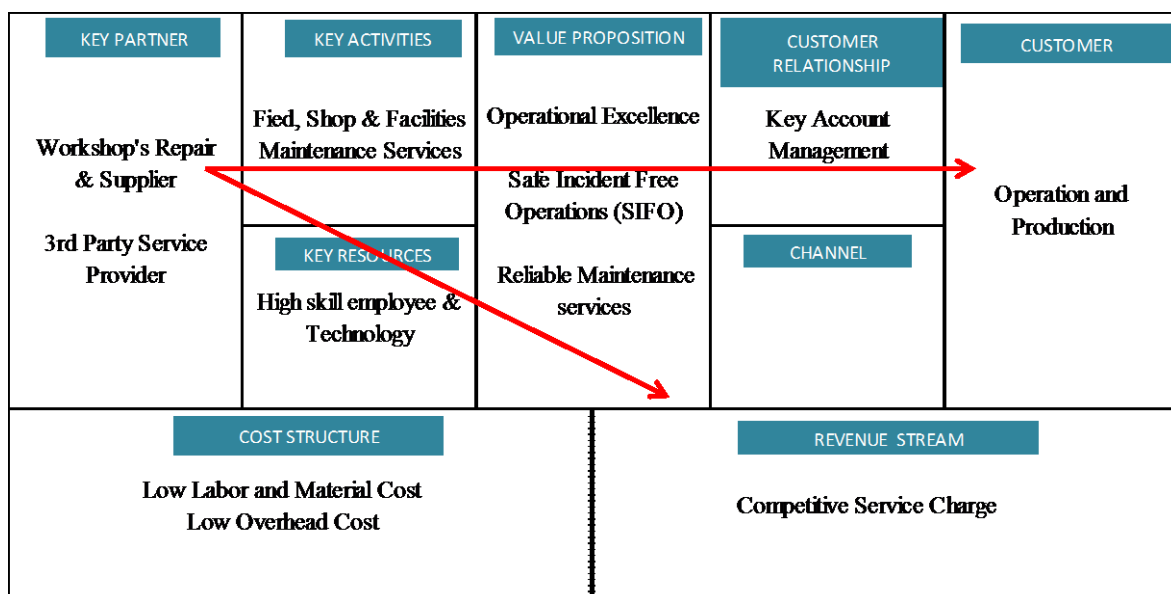 KEY PARTNER
Workshop's Repair
& Supplier
3rd Party Service
Provider
KEY ACTIVITIES
Fied, Shop & Facilities
Maintenance Services
KEY RESOURCES
High skill employee &
Technology
VALUE PROPOSITION
Operational Excellence
Safe Incident Free
Operations (SIFO)
Reliable Maintenance
services
CUSTOMER
RELATIONSHIP
Key Account
Management
CHANNEL
CUSTOMER
Operation and
Production
COST STRUCTURE
Low Labor and Material Cost
Low Overhead Cost
REVENUE STREAM
Competitive Service Charge